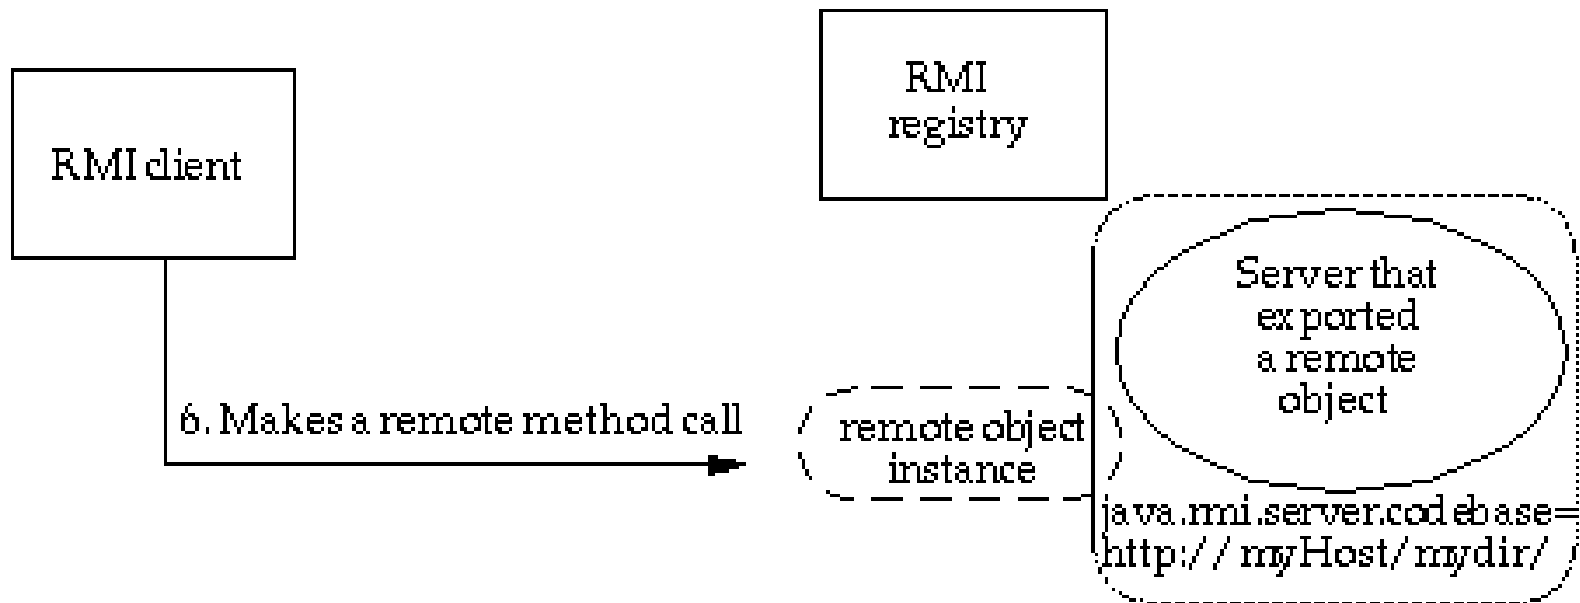 RMI client
RMI
registry
Server that
exported
a remote
object
6. Makes a remote method call
remote object
instance
java.rmi.server.codebase=
http://myHost/mydir/